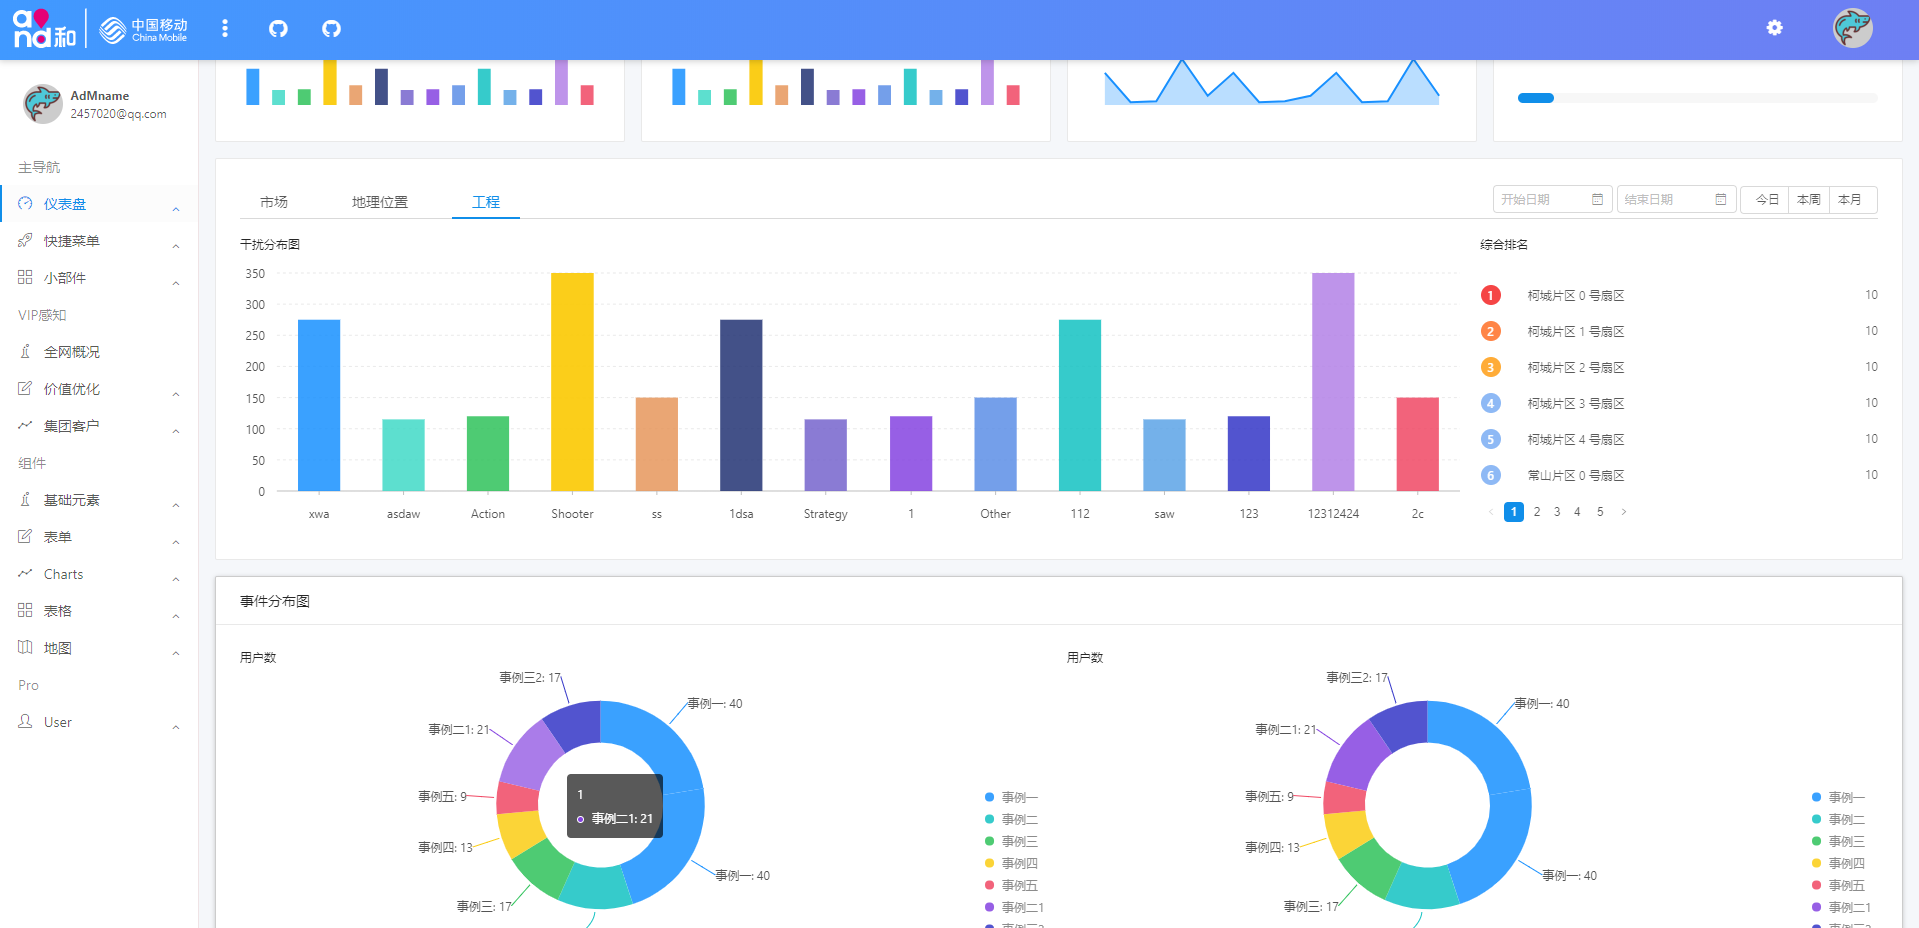 and和
中国移动
China Mobile
AdMname
2457020@qq.com
主导航
仪表盘
快捷菜单
小部件
VIP感知
全网概况
价值优化
集团客户
组件
基础元素
表单
Charts
表格
地图
Pro
User
市场 地理位置 工程
开始日期 结束日期 今日 本周 本月
干扰分布图
350
300
250
200
150
100
50
0
xwa asdaw Action Shooter ss 1dsa Strategy 1 Other 112 saw 123 12312424 2c
综合排名
1 柯城片区 0 号扇区 10
2 柯城片区 1 号扇区 10
3 柯城片区 2 号扇区 10
4 柯城片区 3 号扇区 10
5 柯城片区 4 号扇区 10
6 常山片区 0 号扇区 10
1 2 3 4 5
事件分布图
用户数
事例三2: 17
事例一: 40
事例二1: 21
事例五: 9
事例四: 13
事例三: 17
事例一: 40
1
事例二1: 21
事例一
事例二
事例三
事例四
事例五
事例二1
事例三2
用户数
事例三2: 17
事例一: 40
事例二1: 21
事例五: 9
事例四: 13
事例三: 17
事例一: 40
事例一
事例二
事例三
事例四
事例五
事例二1
事例三2